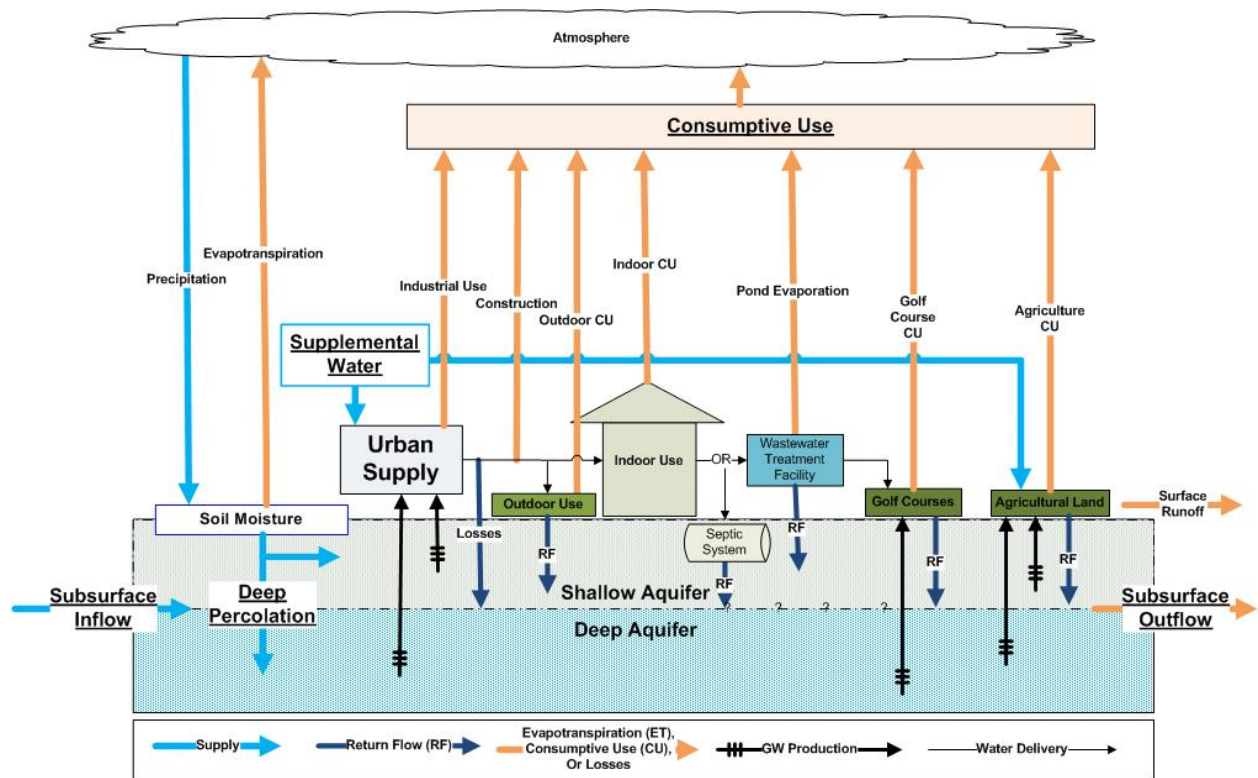 Atmosphere
Consumptive Use
Evapotranspiration
Precipitation
Industrial Use
Construction
Outdoor CU
Indoor CU
Pond Evaporation
Golf
Course
CU
Agriculture
CU
Supplemental
Water
Urban
Supply
Indoor Use
OR
Wastewater
Treatment
Facility
Outdoor Use
Golf Courses
Agricultural Land
Surface
Runoff
Soil Moisture
Losses
RF
Septic
System
RF
RF
RF
RF
Shallow Aquifer
Subsurface
Inflow
Deep
Percolation
? ? ? ?
Deep Aquifer
Subsurface
Outflow
Supply
Return Flow (RF)
Evapotranspiration (ET),
Consumptive Use (CU),
Or Losses
GW Production
Water Delivery